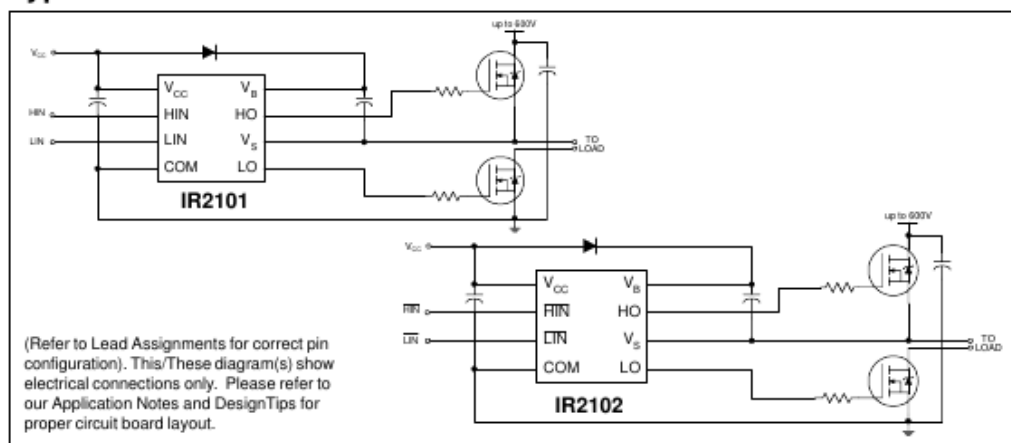 up to 600V
VCC
VCC VB
HIN HIN HO
LIN LIN VS TO
LOAD
COM LO
IR2101
up to 600V
VCC
VCC VB
HIN HIN HO
LIN LIN VS TO
LOAD
COM LO
IR2102
(Refer to Lead Assignments for correct pin
configuration). This/These diagram(s) show
electrical connections only. Please refer to
our Application Notes and DesignTips for
proper circuit board layout.